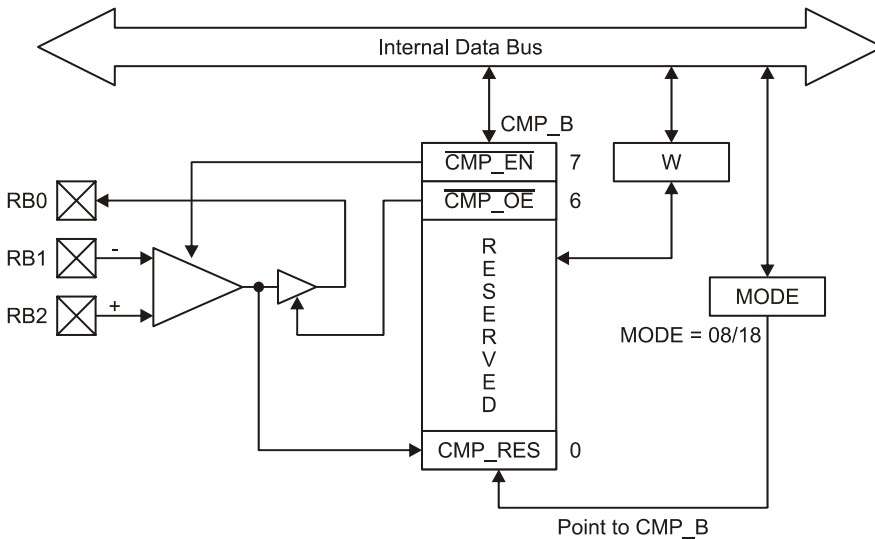 Internal Data Bus
CMP_B
CMP_EN 7
W
CMP_OE 6
RB0
RB1 -
RB2 +
RESERVED
MODE
MODE = 08/18
CMP_RES 0
Point to CMP_B